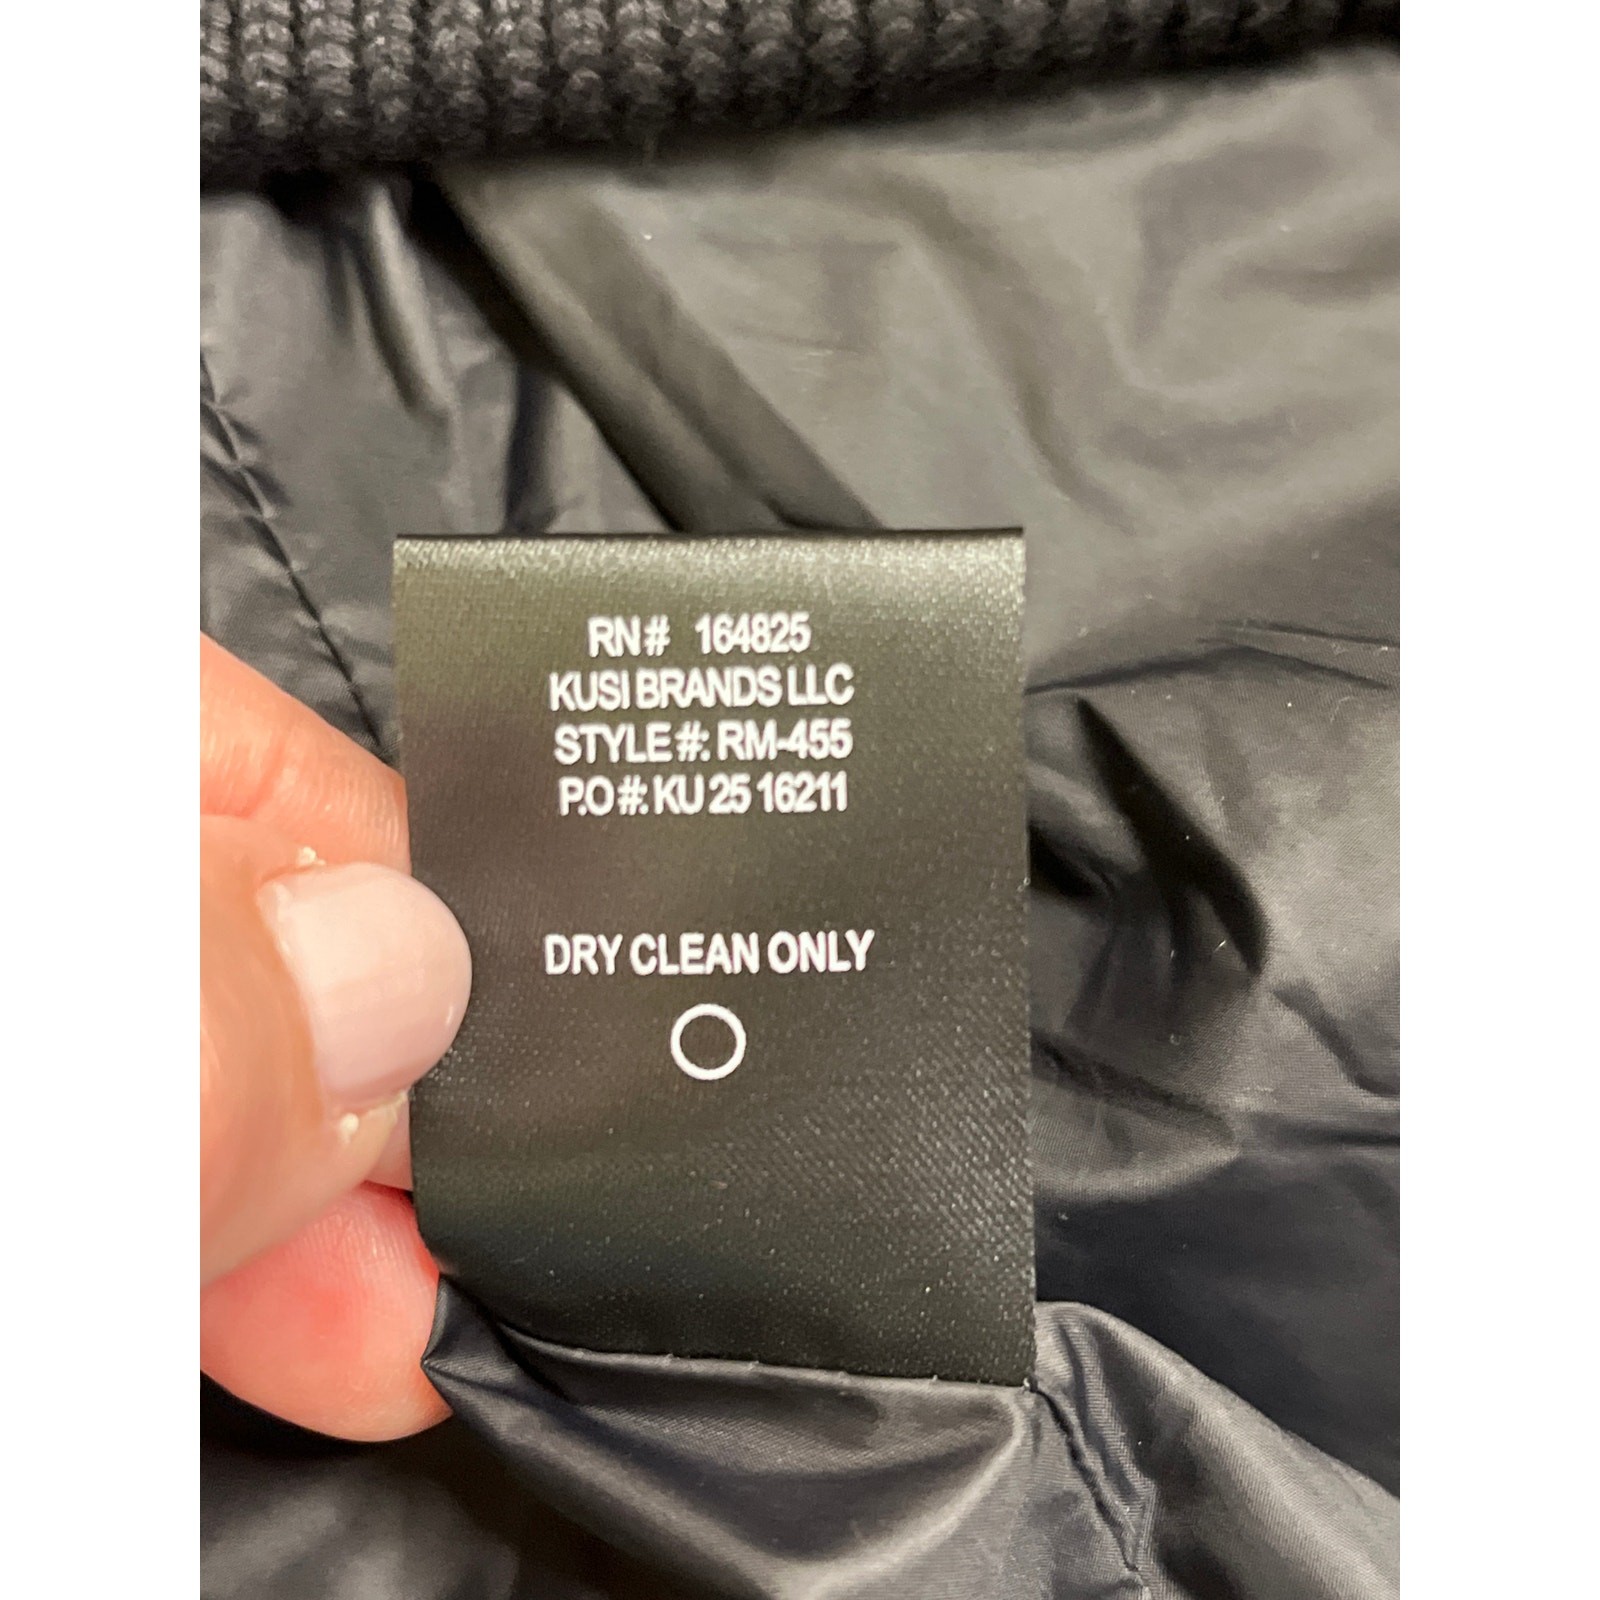 RN# 164825
KUSI BRANDS LLC
STYLE#: RM-455
P.O#: KU 25 16211
DRY CLEAN ONLY